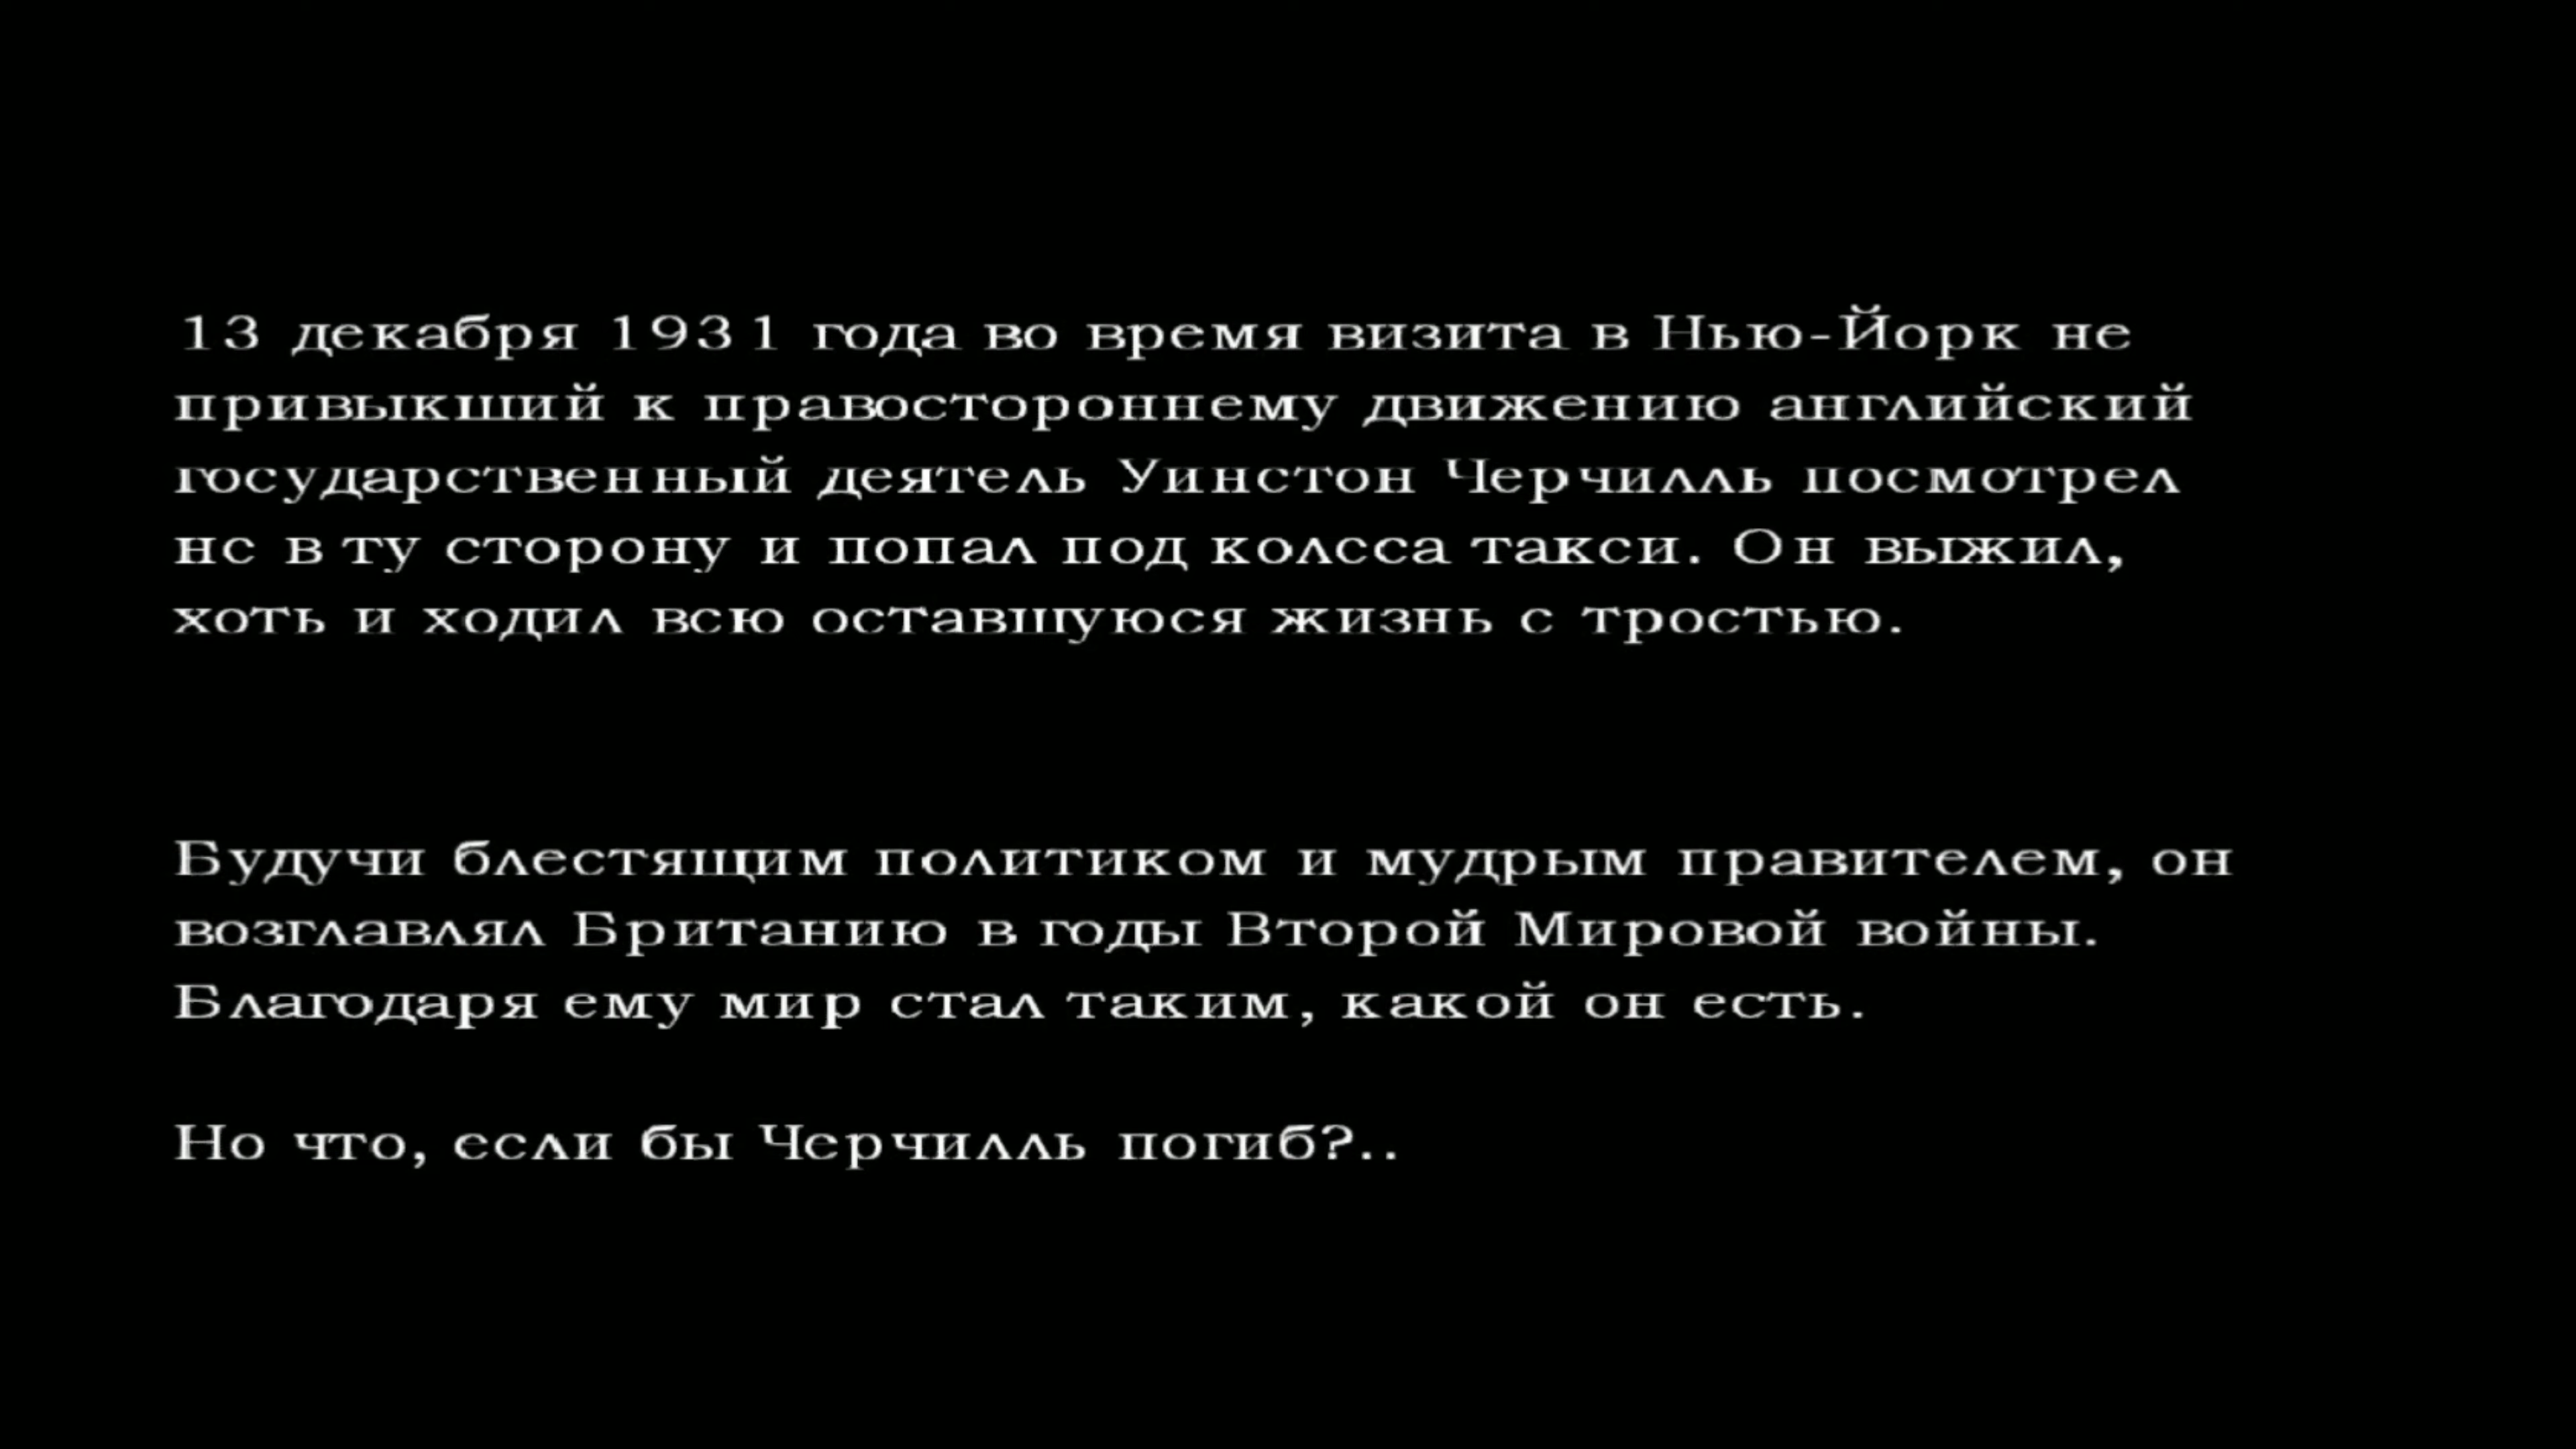 13 декабря 1931 года во время визита в Нью-Йорк не
привыкший к правостороннему движению английский
государственный деятель Уинстон Черчилль посмотрел
не в ту сторону и попал под колеса такси. Он выжил,
хоть и ходил всю оставшуюся жизнь с тростью.
Будучи блестящим политиком и мудрым правителем, он
возглавлял Британию в годы Второй Мировой войны.
Благодаря ему мир стал таким, какой он есть.
Но что, если бы Черчилль погиб?..